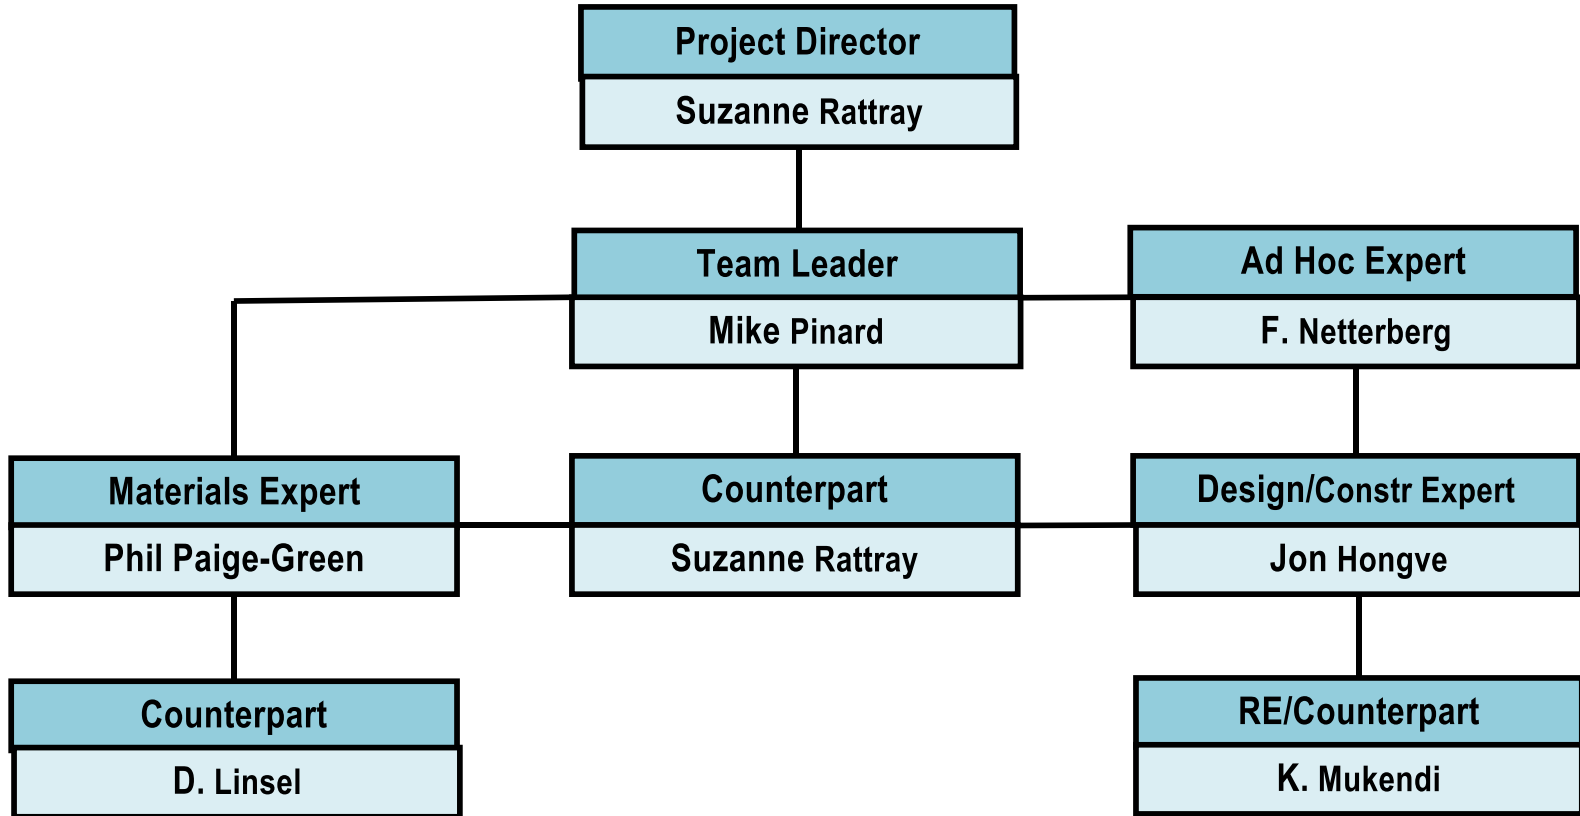 Project Director
Suzanne Rattray
Team Leader
Mike Pinard
Ad Hoc Expert
F. Netterberg
Materials Expert
Phil Paige-Green
Counterpart
Suzanne Rattray
Design/Constr Expert
Jon Hongve
Counterpart
D. Linsel
RE/Counterpart
K. Mukendi